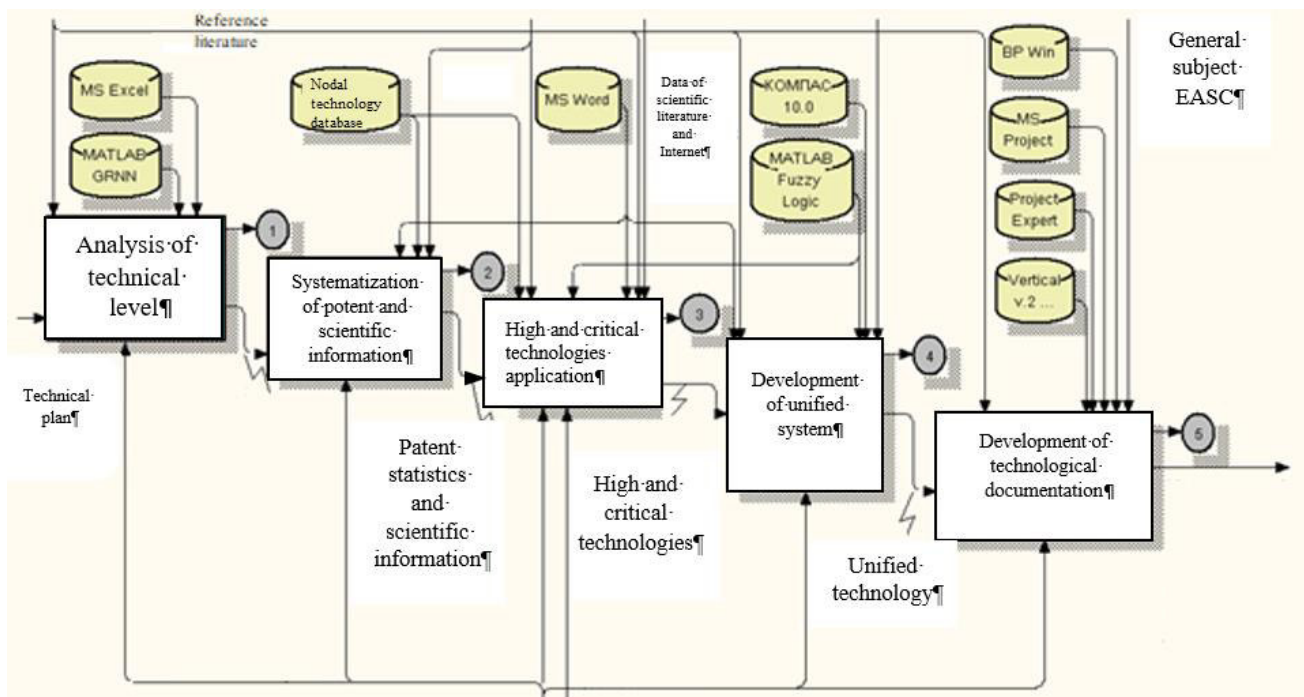 Reference
literature
MS Excel
MATLAB
GRNN
Nodal
technology
database
MS Word
Data·of
scientific·
literature
and·
Internet¶
КОМПАС
10.0
MATLAB
Fuzzy
Logic
BP Win
MS
Project
Project
Expert
Vertical
v.2 ...
General·
subject·
EASC¶
Analysis·of·
technical·
level¶
1
Systematization
of·potent·and·
scientific·
information¶
2
High·and·critical·
technologies·
application¶
3
Development·
of·unified·
system¶
4
Development·of·
technological·
documentation¶
5
Technical·
plan¶
Patent·
statistics·
and·
scientific·
information¶
High·and·
critical·
technologies¶
Unified·
technology¶